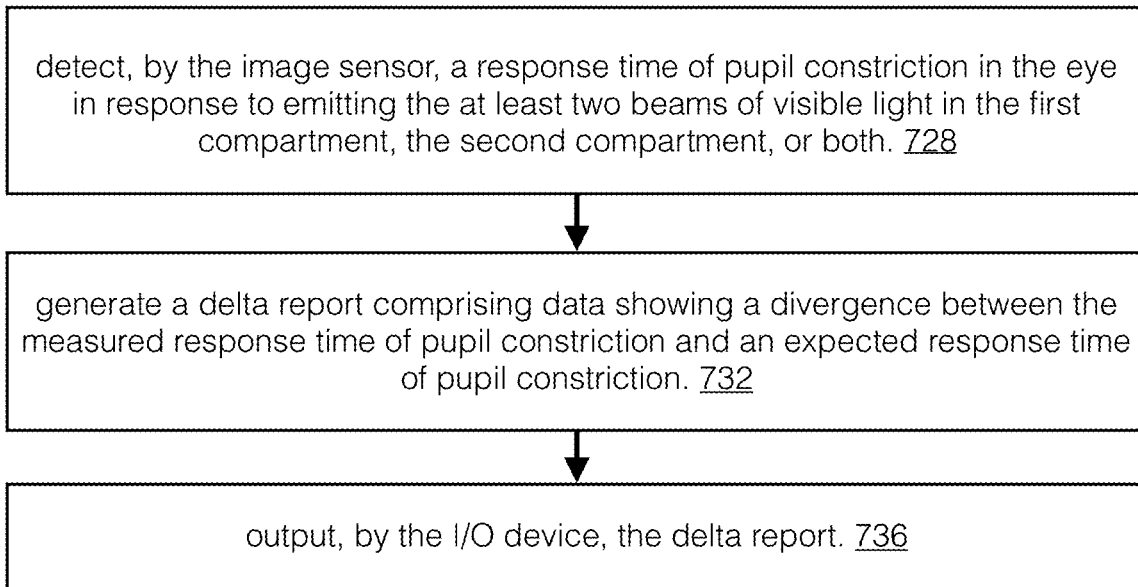 detect, by the image sensor, a response time of pupil constriction in the eye
in response to emitting the at least two beams of visible light in the first
compartment, the second compartment, or both. 728
generate a delta report comprising data showing a divergence between the
measured response time of pupil constriction and an expected response time
of pupil constriction. 732
output, by the I/O device, the delta report. 736